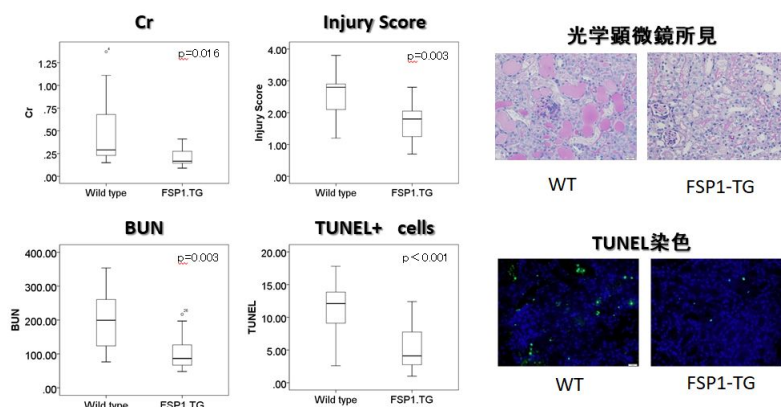 Cr
p=0.016
1.25
1.00
.75
.50
.25
.00
Cr
Wild type
FSP1.TG
Injury Score
p=0.003
4.00
3.00
2.00
1.00
.00
Injury Score
Wild type
FSP1.TG
光学顕微鏡所見
WT
FSP1-TG
BUN
p=0.003
400.00
300.00
200.00
100.00
.00
BUN
Wild type
FSP1.TG
TUNEL+ cells
p<0.001
20.00
15.00
10.00
5.00
.00
TUNEL
Wild type
FSP1.TG
TUNEL染色
WT
FSP1-TG